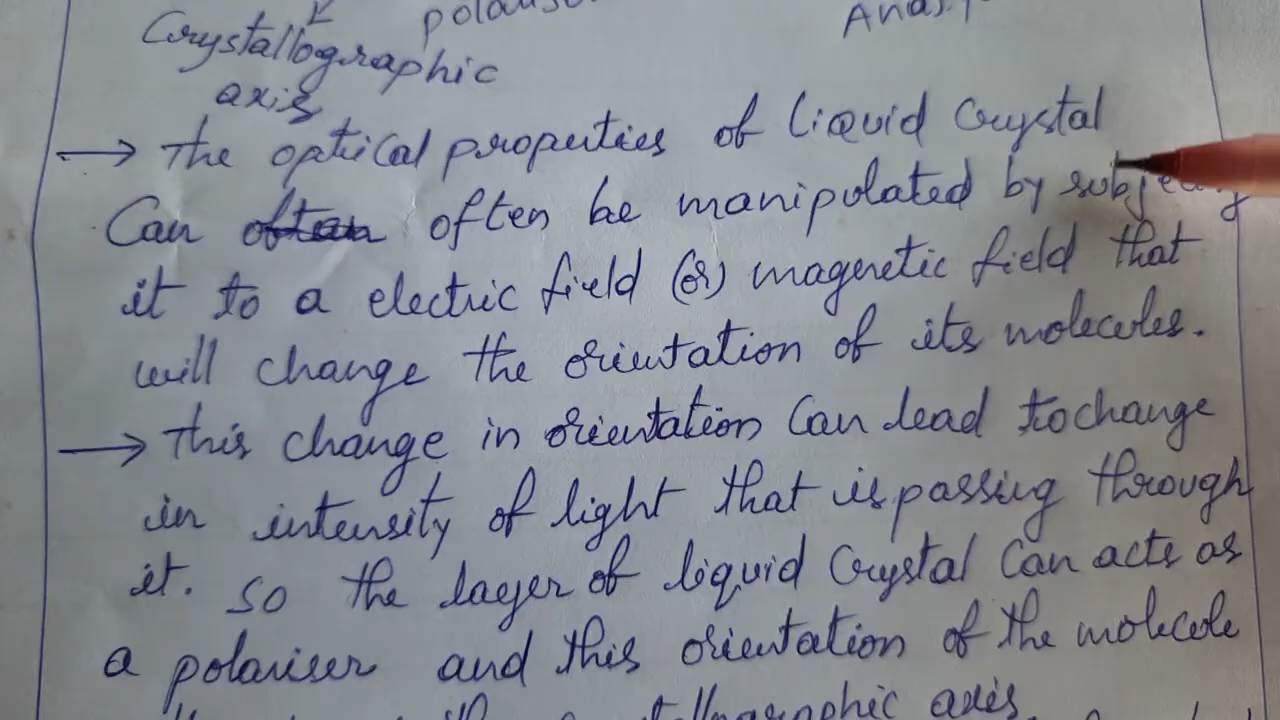 Crystallographic
axis
→ The optical properties of liquid crystal
Can often be manipulated by
it to a electric field (or) magnetic field that
will change the orientation of its molecules.
→ This change in orientation Can lead to change
in intensity of light that is passing through
it. So the layer of liquid Crystal Can acts as
a polariser and this orientation of the molecule
axis